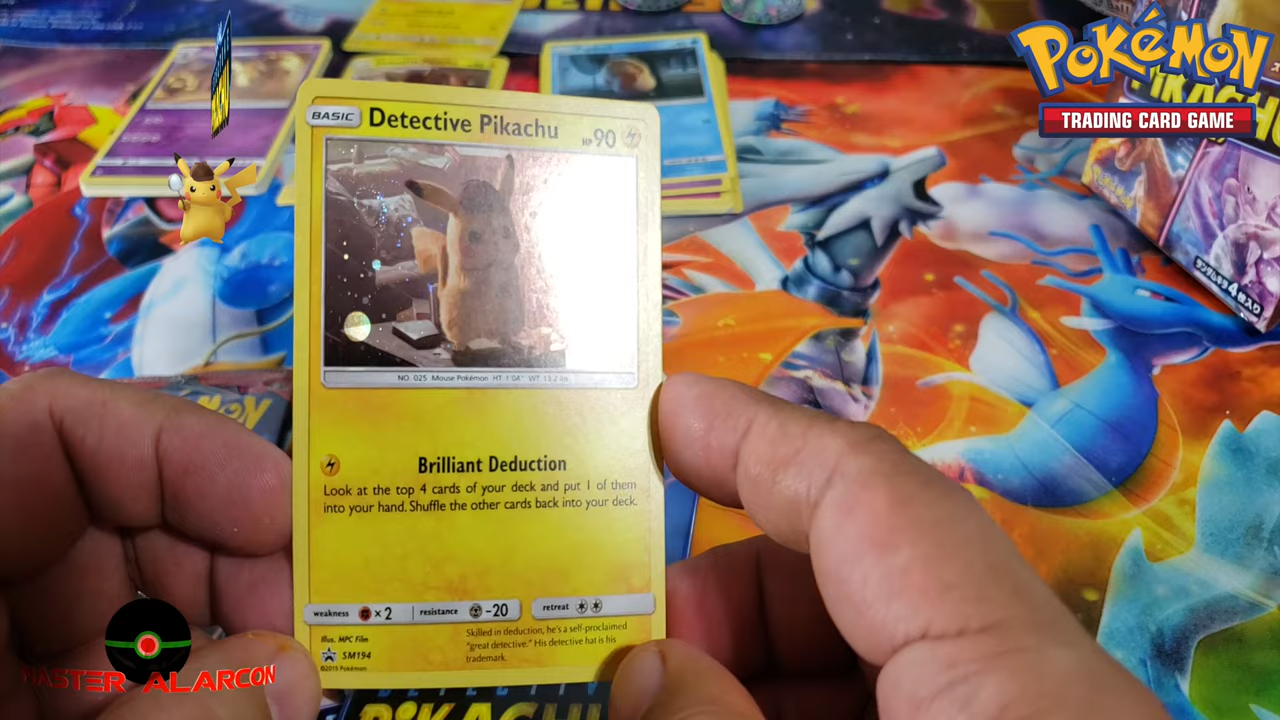 POKÉMON
TRADING CARD GAME
BASIC
Detective Pikachu
HP 90
NO. 025 Mouse Pokémon HT 1'04" WT 13.2 lbs
Brilliant Deduction
Look at the top 4 cards of your deck and put 1 of them
into your hand. Shuffle the other cards back into your deck.
weakness × 2 resistance -20 retreat
Illus. MPC Film
SM194
Skilled in deduction, he's a self-proclaimed
"great detective." His detective hat is his
trademark.
©2019 Pokémon
MASTER ALARCON
DETECTIVE
PIKACHU